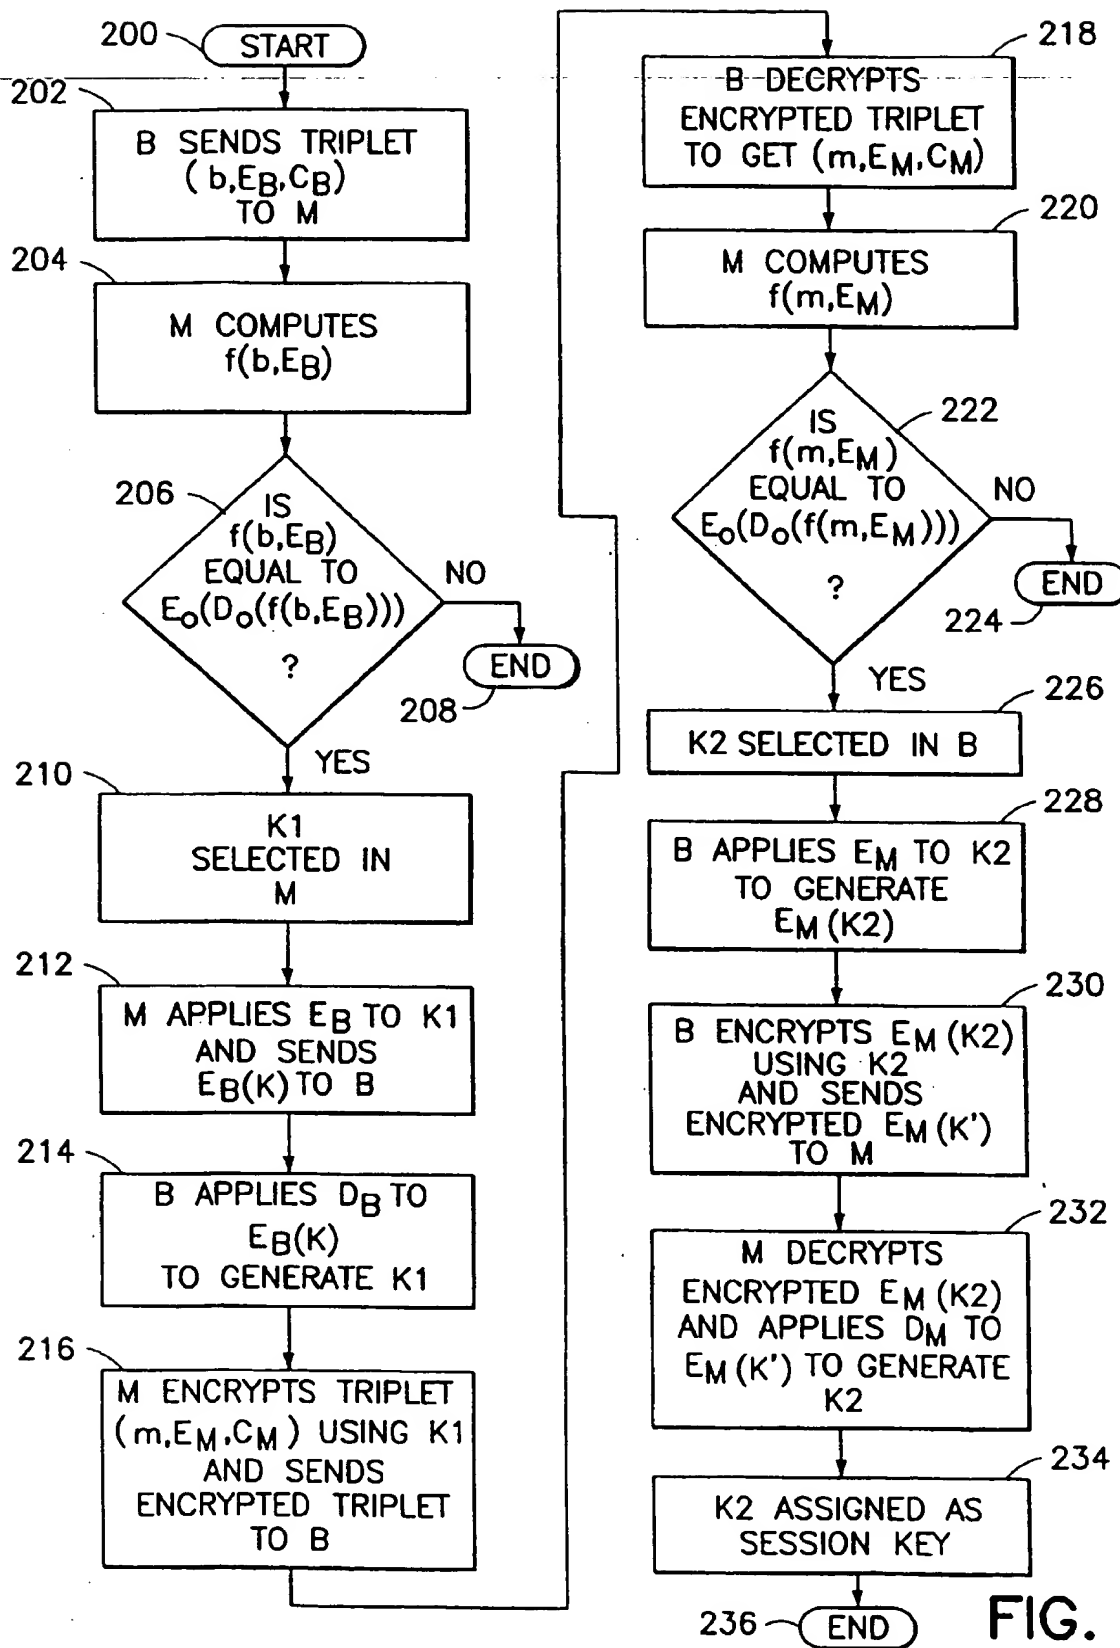 200
START
202
B SENDS TRIPLET
(b,EB,CB)
TO M
204
M COMPUTES
f(b,EB)
206
IS
f(b,EB)
EQUAL TO
Eo(Do(f(b,EB)))
?
NO
END
208
YES
210
K1
SELECTED IN
M
212
M APPLIES EB TO K1
AND SENDS
EB(K) TO B
214
B APPLIES DB TO
EB(K)
TO GENERATE K1
216
M ENCRYPTS TRIPLET
(m,EM,CM) USING K1
AND SENDS
ENCRYPTED TRIPLET
TO B
218
B DECRYPTS
ENCRYPTED TRIPLET
TO GET (m,EM,CM)
220
M COMPUTES
f(m,EM)
222
IS
f(m,EM)
EQUAL TO
Eo(Do(f(m,EM)))
?
NO
END
224
YES
226
K2 SELECTED IN B
228
B APPLIES EM TO K2
TO GENERATE
EM(K2)
230
B ENCRYPTS EM(K2)
USING K2
AND SENDS
ENCRYPTED EM(K')
TO M
232
M DECRYPTS
ENCRYPTED EM(K2)
AND APPLIES DM TO
EM(K') TO GENERATE
K2
234
K2 ASSIGNED AS
SESSION KEY
236
END
FIG.